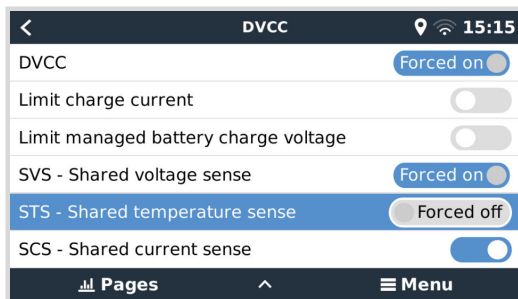 DVCC
15:15
DVCC
Forced on
Limit charge current
Limit managed battery charge voltage
SVS - Shared voltage sense
Forced on
STS - Shared temperature sense
Forced off
SCS - Shared current sense
Pages
Menu